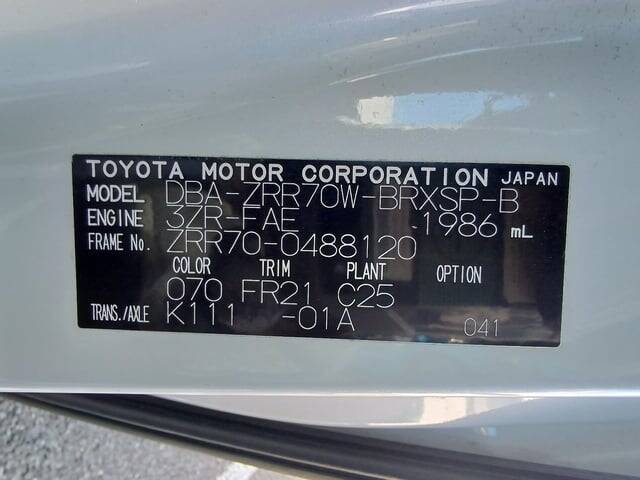 TOYOTA MOTOR CORPORATION JAPAN
MODEL DBA-ZRR70W-BRXSP-B
ENGINE 3ZR-FAE 1986 mL
FRAME No. ZRR70-0488120
COLOR TRIM PLANT OPTION
070 FR21 C25
TRANS./AXLE K111 -01A 041